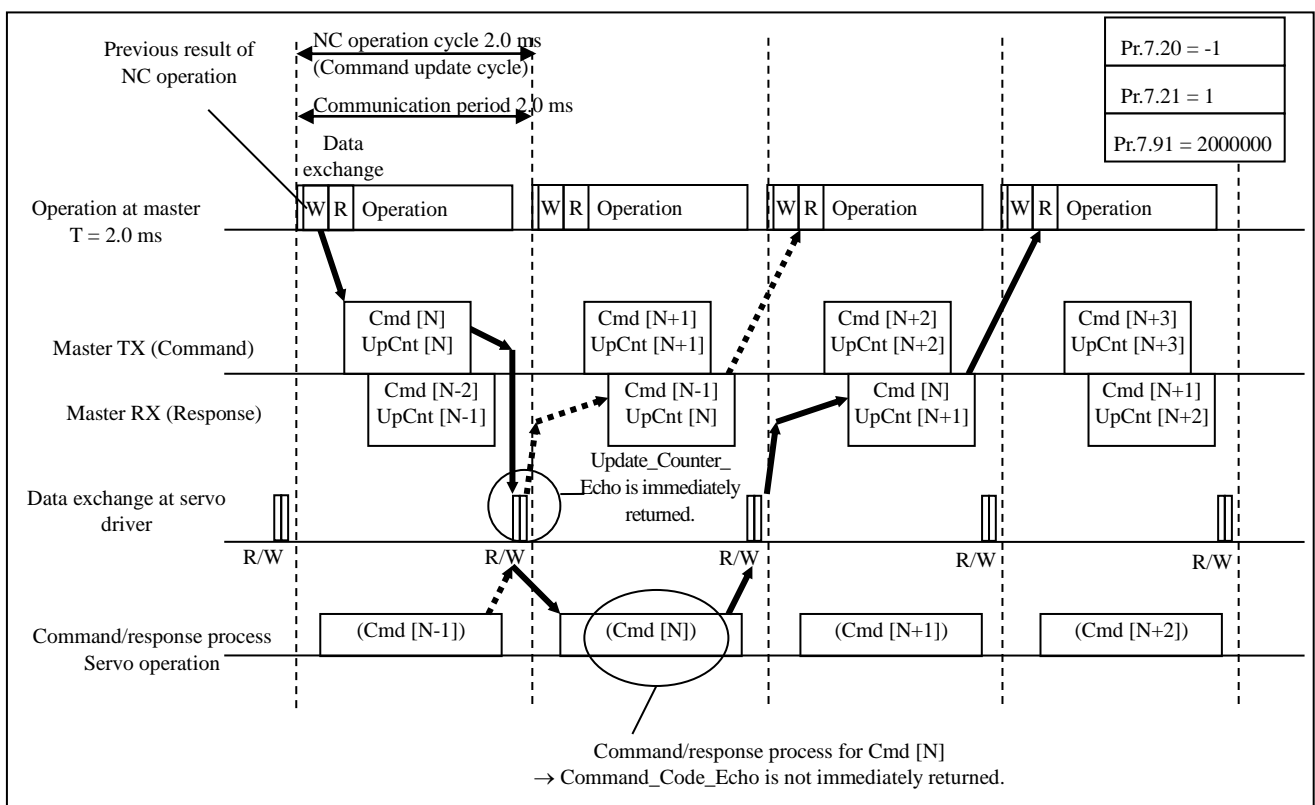 Previous result of
NC operation
NC operation cycle 2.0 ms
(Command update cycle)
Communication period 2.0 ms
Data
exchange
Pr.7.20 = -1
Pr.7.21 = 1
Pr.7.91 = 2000000
Operation at master
T = 2.0 ms
W R Operation
W R Operation
W R Operation
W R Operation
Master TX (Command)
Cmd [N]
UpCnt [N]
Cmd [N+1]
UpCnt [N+1]
Cmd [N+2]
UpCnt [N+2]
Cmd [N+3]
UpCnt [N+3]
Master RX (Response)
Cmd [N-2]
UpCnt [N-1]
Cmd [N-1]
UpCnt [N]
Cmd [N]
UpCnt [N+1]
Cmd [N+1]
UpCnt [N+2]
Update_Counter_
Echo is immediately
returned.
Data exchange at servo
driver
R/W
R/W
R/W
R/W
R/W
Command/response process
Servo operation
(Cmd [N-1])
(Cmd [N])
(Cmd [N+1])
(Cmd [N+2])
Command/response process for Cmd [N]
→ Command_Code_Echo is not immediately returned.